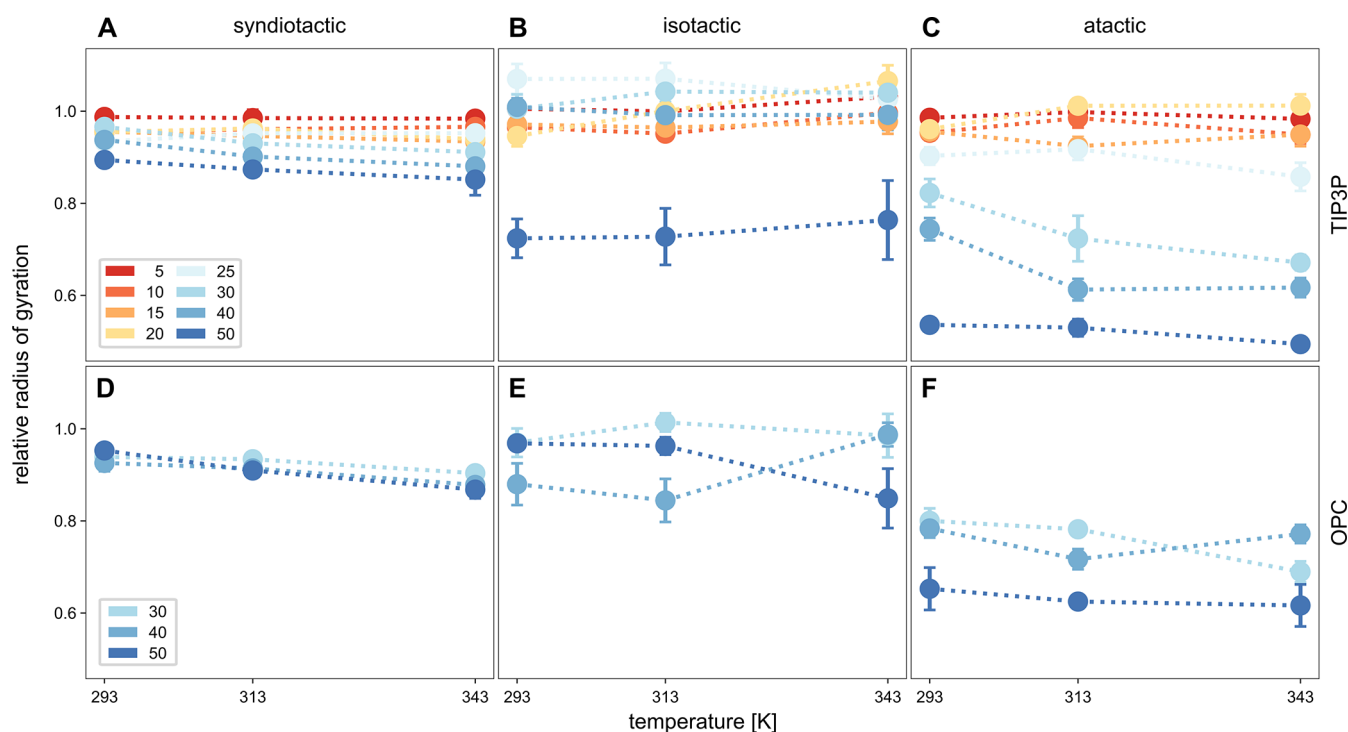 A syndiotactic
B isotactic
C atactic
1.0
0.8
0.6
5 25
10 30
15 40
20 50
TIP3P
relative radius of gyration
D
E
F
1.0
0.8
0.6
30
40
50
OPC
293 313 343
293 313 343
293 313 343
temperature [K]